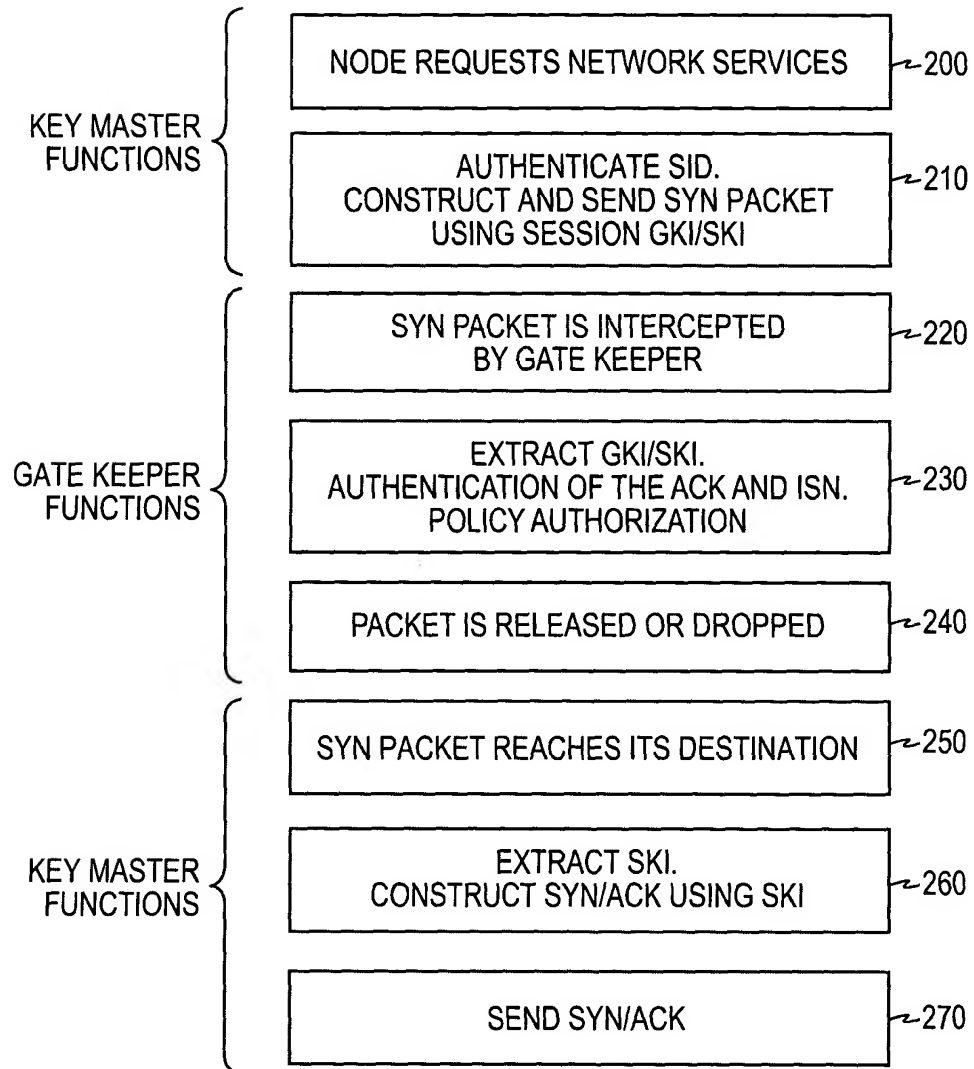 NODE REQUESTS NETWORK SERVICES
200
KEY MASTER
FUNCTIONS
AUTHENTICATE SID.
CONSTRUCT AND SEND SYN PACKET
USING SESSION GKI/SKI
210
SYN PACKET IS INTERCEPTED
BY GATE KEEPER
220
GATE KEEPER
FUNCTIONS
EXTRACT GKI/SKI.
AUTHENTICATION OF THE ACK AND ISN.
POLICY AUTHORIZATION
230
PACKET IS RELEASED OR DROPPED
240
SYN PACKET REACHES ITS DESTINATION
250
KEY MASTER
FUNCTIONS
EXTRACT SKI.
CONSTRUCT SYN/ACK USING SKI
260
SEND SYN/ACK
270